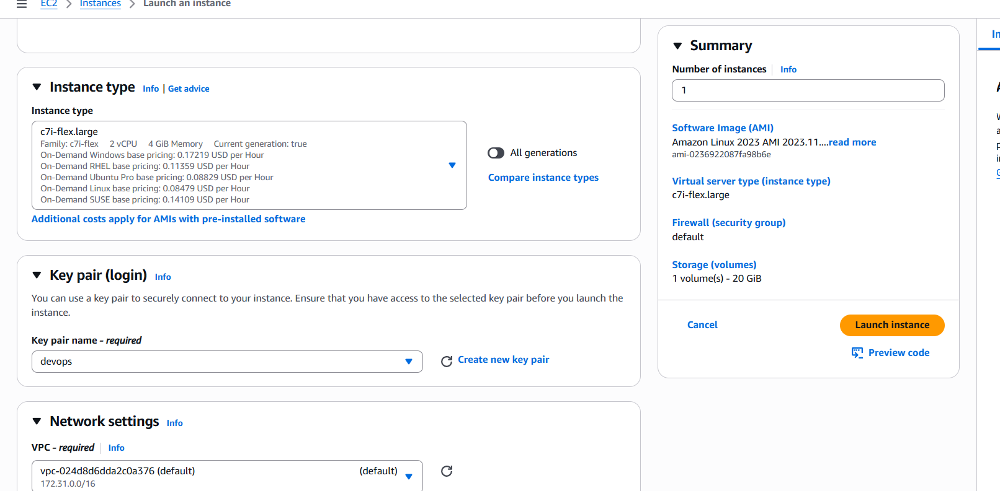 EC2 > Instances > Launch an instance
Instance type Info | Get advice
Instance type
c7i-flex.large
Family: c7i-flex 2 vCPU 4 GiB Memory Current generation: true
On-Demand Windows base pricing: 0.17219 USD per Hour
On-Demand RHEL base pricing: 0.11359 USD per Hour
On-Demand Ubuntu Pro base pricing: 0.08829 USD per Hour
On-Demand Linux base pricing: 0.08479 USD per Hour
On-Demand SUSE base pricing: 0.14109 USD per Hour
All generations
Compare instance types
Additional costs apply for AMIs with pre-installed software
Key pair (login) Info
You can use a key pair to securely connect to your instance. Ensure that you have access to the selected key pair before you launch the
instance.
Key pair name - required
devops
Create new key pair
Network settings Info
VPC - required Info
vpc-024d8d6dda2c0a376 (default) (default)
172.31.0.0/16
Summary
Number of instances Info
1
Software Image (AMI)
Amazon Linux 2023 AMI 2023.11....read more
ami-0236922087fa98b6e
Virtual server type (instance type)
c7i-flex.large
Firewall (security group)
default
Storage (volumes)
1 volume(s) - 20 GiB
Cancel
Launch instance
Preview code